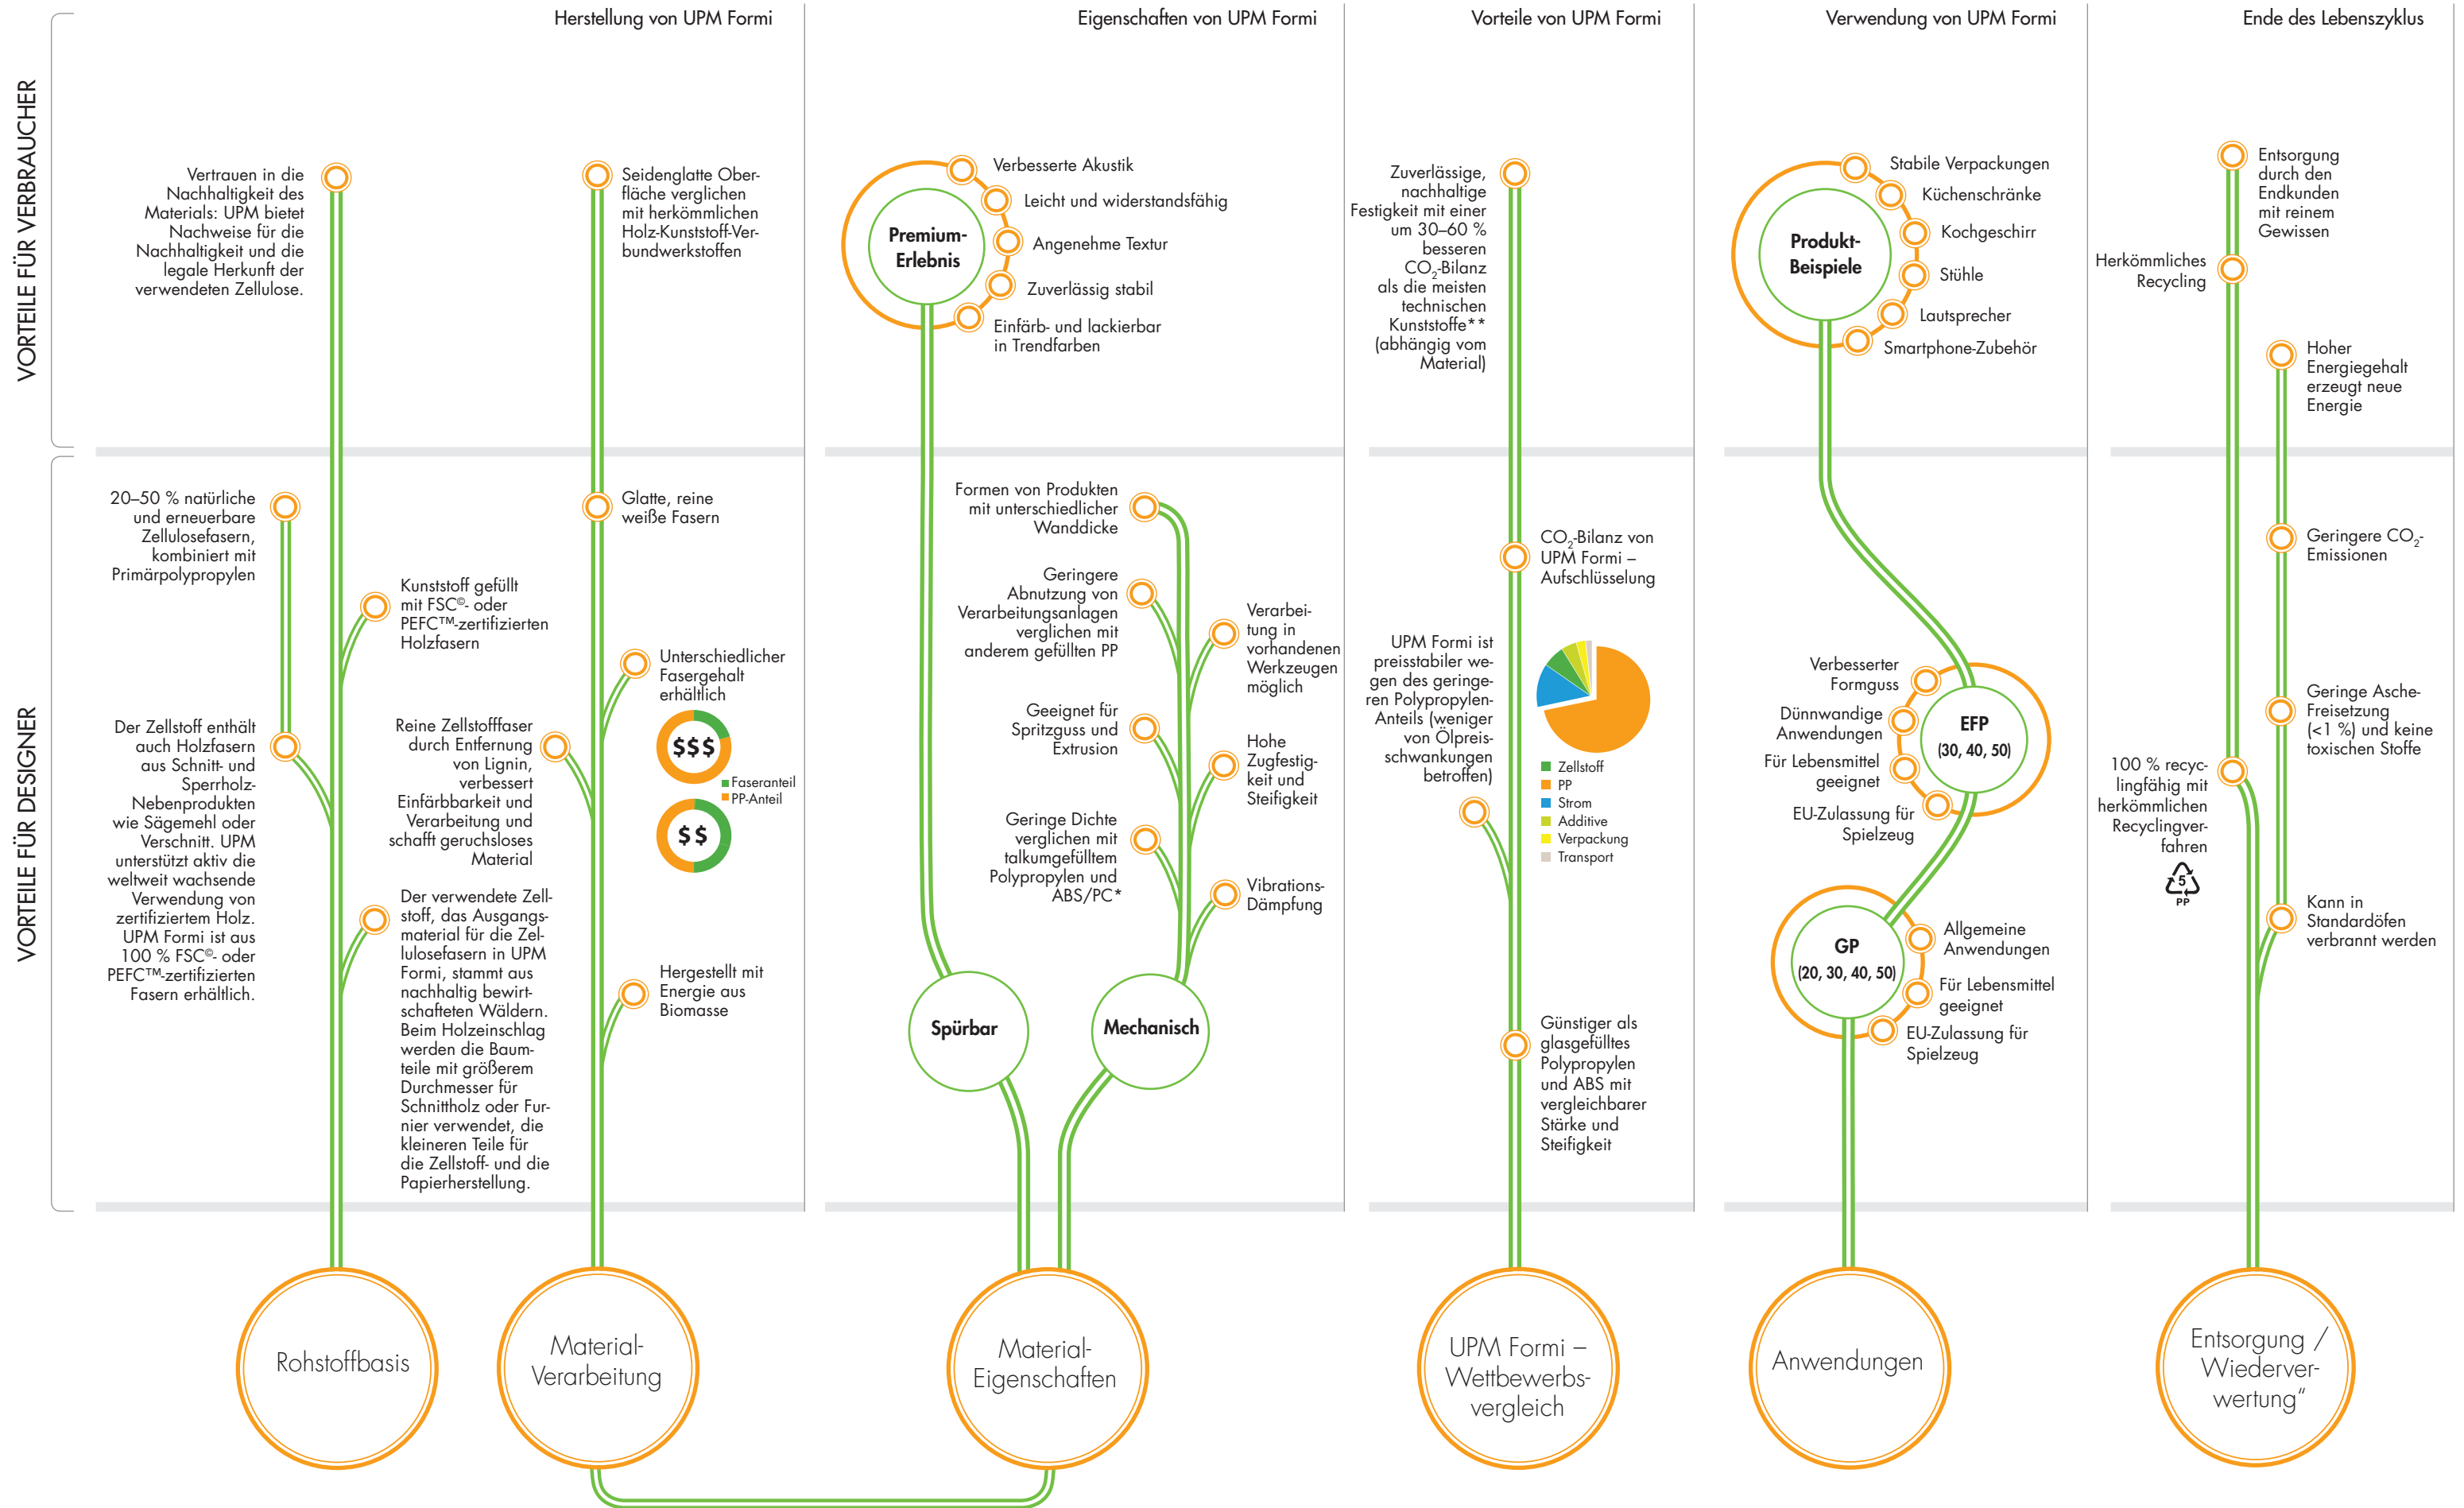 Herstellung von UPM Formi
Eigenschaften von UPM Formi
Vorteile von UPM Formi
Verwendung von UPM Formi
Ende des Lebenszyklus
VORTEILE FÜR VERBRAUCHER
Vertrauen in die
Nachhaltigkeit des
Materials: UPM bietet
Nachweise für die
Nachhaltigkeit und die
legale Herkunft der
verwendeten Zellulose.
Seidenglatte Ober-
fläche verglichen
mit herkömmlichen
Holz-Kunststoff-Ver-
bundwerkstoffen
Premium-
Erlebnis
Verbesserte Akustik
Leicht und widerstandsfähig
Angenehme Textur
Zuverlässig stabil
Einfärb- und lackierbar
in Trendfarben
Zuverlässige,
nachhaltige
Festigkeit mit einer
um 30–60 %
besseren
CO₂-Bilanz
als die meisten
technischen
Kunststoffe**
(abhängig vom
Material)
Produkt-
Beispiele
Stabile Verpackungen
Küchenschränke
Kochgeschirr
Stühle
Lautsprecher
Smartphone-Zubehör
Entsorgung
durch den
Endkunden
mit reinem
Gewissen
Herkömmliches
Recycling
Hoher
Energiegehalt
erzeugt neue
Energie
VORTEILE FÜR DESIGNER
20–50 % natürliche
und erneuerbare
Zellulosefasern,
kombiniert mit
Primärpolypropylen
Kunststoff gefüllt
mit FSC©- oder
PEFC™-zertifizierten
Holzfasern
Der Zellstoff enthält
auch Holzfasern
aus Schnitt- und
Sperrholz-
Nebenprodukten
wie Sägemehl oder
Verschnitt. UPM
unterstützt aktiv die
weltweit wachsende
Verwendung von
zertifiziertem Holz.
UPM Formi ist aus
100 % FSC©- oder
PEFC™-zertifizierten
Fasern erhältlich.
Der verwendete Zell-
stoff, das Ausgangs-
material für die Zel-
lulosefasern in UPM
Formi, stammt aus
nachhaltig bewirt-
schafteten Wäldern.
Beim Holzeinschlag
werden die Baum-
teile mit größerem
Durchmesser für
Schnittholz oder Fur-
nier verwendet, die
kleineren Teile für
die Zellstoff- und die
Papierherstellung.
Glatte, reine
weiße Fasern
Unterschiedlicher
Fasergehalt
erhältlich
$$$
Faseranteil
PP-Anteil
$$
Reine Zellstofffaser
durch Entfernung
von Lignin,
verbessert
Einfärbbarkeit und
Verarbeitung und
schafft geruchsloses
Material
Hergestellt mit
Energie aus
Biomasse
Formen von Produkten
mit unterschiedlicher
Wanddicke
Geringere
Abnutzung von
Verarbeitungsanlagen
verglichen mit
anderem gefüllten PP
Verarbei-
tung in
vorhandenen
Werkzeugen
möglich
Geeignet für
Spritzguss und
Extrusion
Hohe
Zugfestig-
keit und
Steifigkeit
Geringe Dichte
verglichen mit
talkumgefülltem
Polypropylen und
ABS/PC*
Vibrations-
Dämpfung
Spürbar
Mechanisch
CO₂-Bilanz von
UPM Formi –
Aufschlüsselung
UPM Formi ist
preisstabiler we-
gen des geringe-
ren Polypropylen-
Anteils (weniger
von Ölpreis-
schwankungen
betroffen)
Zellstoff
PP
Strom
Additive
Verpackung
Transport
Günstiger als
glasgefülltes
Polypropylen
und ABS mit
vergleichbarer
Stärke und
Steifigkeit
Verbesserter
Formguss
Dünnwandige
Anwendungen
Für Lebensmittel
geeignet
EU-Zulassung für
Spielzeug
EFP
(30, 40, 50)
GP
(20, 30, 40, 50)
Allgemeine
Anwendungen
Für Lebensmittel
geeignet
EU-Zulassung für
Spielzeug
Geringere CO₂-
Emissionen
Geringe Asche-
Freisetzung
(<1 %) und keine
toxischen Stoffe
100 % recyc-
lingfähig mit
herkömmlichen
Recyclingver-
fahren
5
PP
Kann in
Standardöfen
verbrannt werden
Rohstoffbasis
Material-
Verarbeitung
Material-
Eigenschaften
UPM Formi –
Wettbewerbs-
vergleich
Anwendungen
Entsorgung /
Wiederver-
wertung“